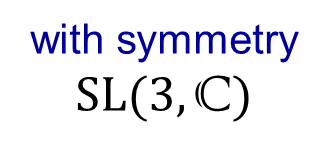 with symmetry
SL(3, ℂ)